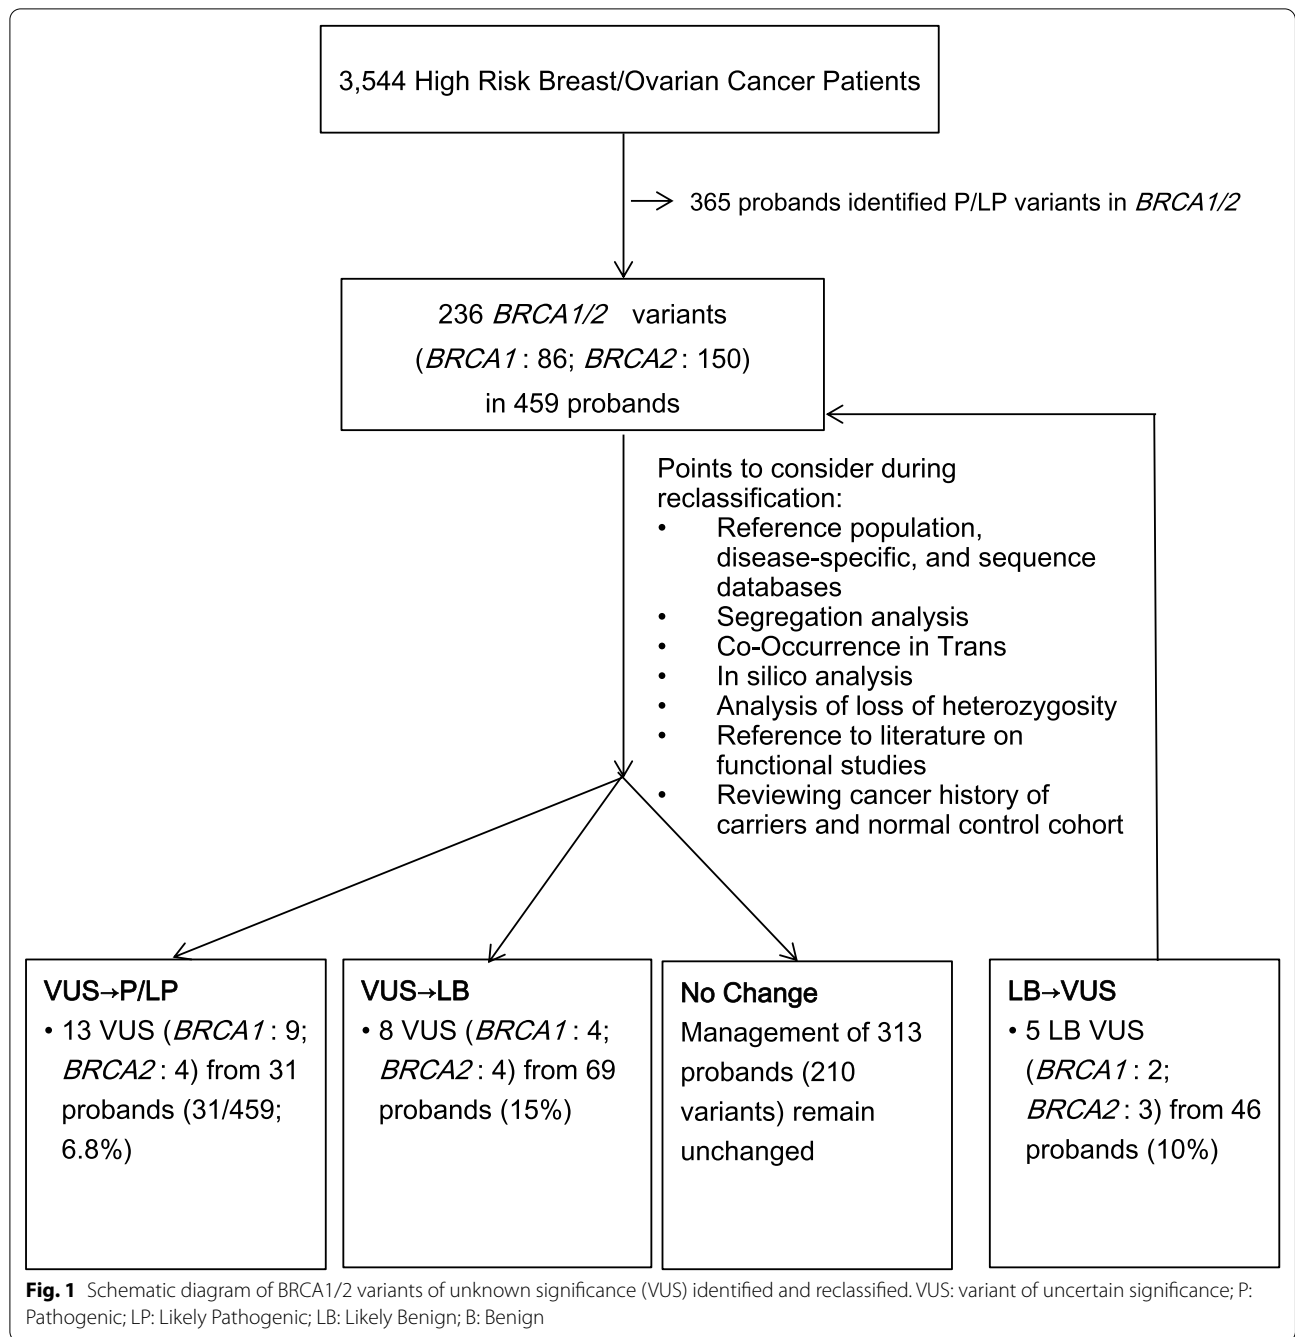 3,544 High Risk Breast/Ovarian Cancer Patients
365 probands identified P/LP variants in BRCA1/2
236 BRCA1/2 variants
(BRCA1 : 86; BRCA2 : 150)
in 459 probands
Points to consider during
reclassification:
• Reference population,
disease-specific, and sequence
databases
• Segregation analysis
• Co-Occurrence in Trans
• In silico analysis
• Analysis of loss of heterozygosity
• Reference to literature on
functional studies
• Reviewing cancer history of
carriers and normal control cohort
VUS→P/LP
• 13 VUS (BRCA1 : 9;
BRCA2 : 4) from 31
probands (31/459;
6.8%)
VUS→LB
• 8 VUS (BRCA1 : 4;
BRCA2 : 4) from 69
probands (15%)
No Change
Management of 313
probands (210
variants) remain
unchanged
LB→VUS
• 5 LB VUS
(BRCA1 : 2;
BRCA2 : 3) from 46
probands (10%)
Fig. 1 Schematic diagram of BRCA1/2 variants of unknown significance (VUS) identified and reclassified. VUS: variant of uncertain significance; P:
Pathogenic; LP: Likely Pathogenic; LB: Likely Benign; B: Benign